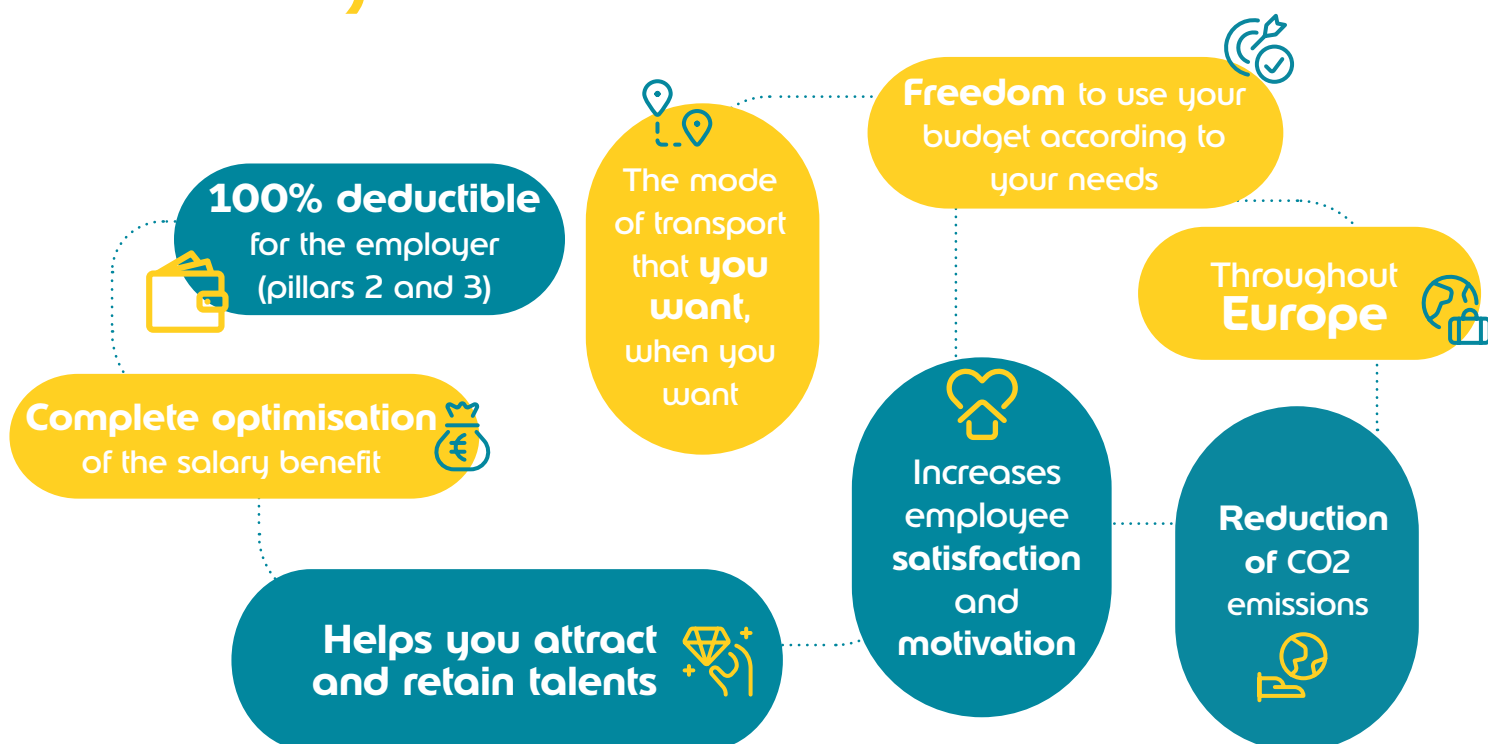 100% deductible
for the employer
(pillars 2 and 3)
Complete optimisation
of the salary benefit
Helps you attract
and retain talents
The mode
of transport
that you
want,
when you
want
Freedom to use your
budget according to
your needs
Throughout
Europe
Increases
employee
satisfaction
and
motivation
Reduction
of CO2
emissions